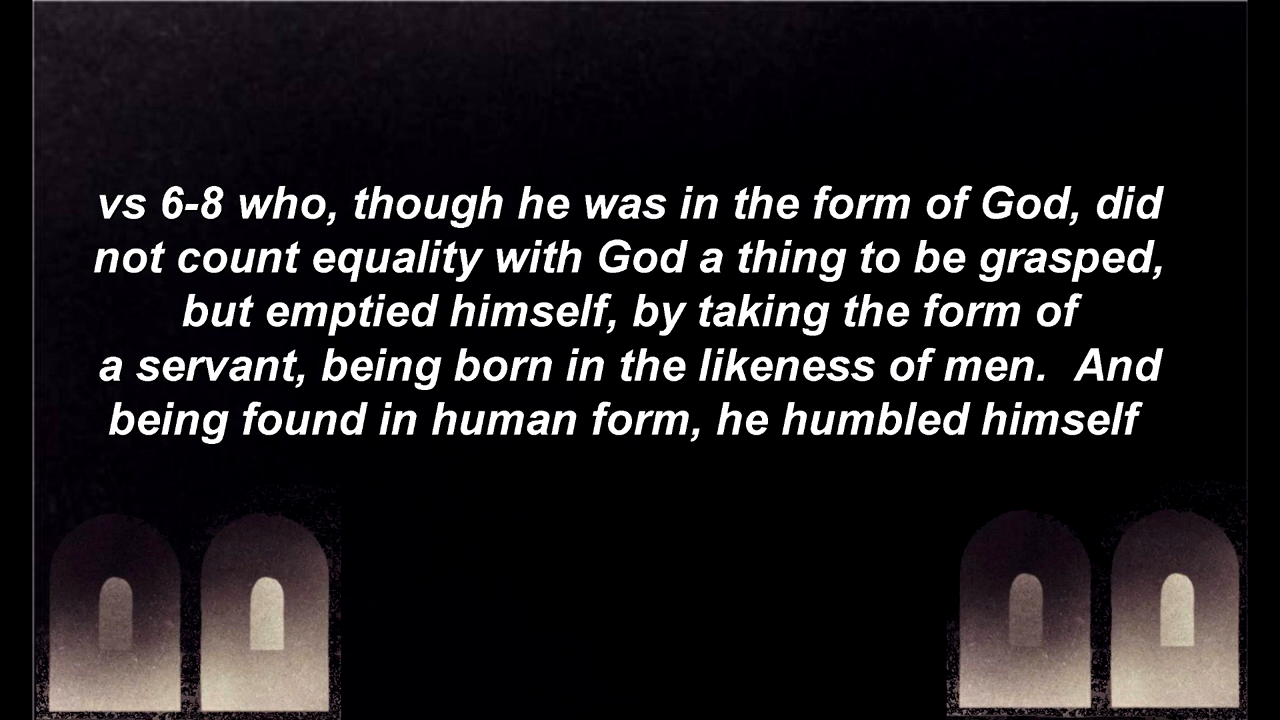 vs 6-8 who, though he was in the form of God, did
not count equality with God a thing to be grasped,
but emptied himself, by taking the form of
a servant, being born in the likeness of men.  And
being found in human form, he humbled himself